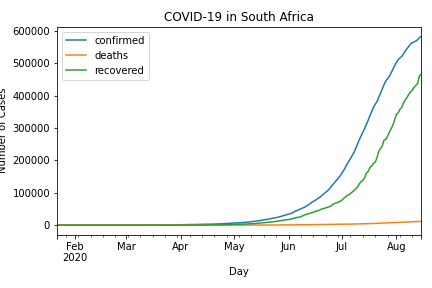 COVID-19 in South Africa
confirmed
deaths
recovered
Number of Cases
600000
500000
400000
300000
200000
100000
0
Feb Mar Apr May Jun Jul Aug
2020
Day